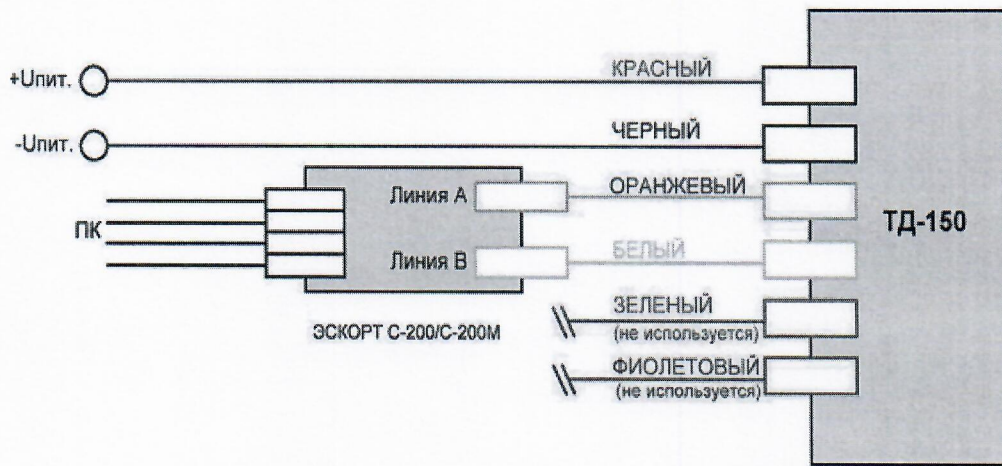 +Uпит.
КРАСНЫЙ
-Uпит.
ЧЕРНЫЙ
Линия А
ОРАНЖЕВЫЙ
ПК
ТД-150
Линия В
БЕЛЫЙ
ЗЕЛЕНЫЙ
(не используется)
ЭСКОРТ С-200/С-200М
ФИОЛЕТОВЫЙ
(не используется)